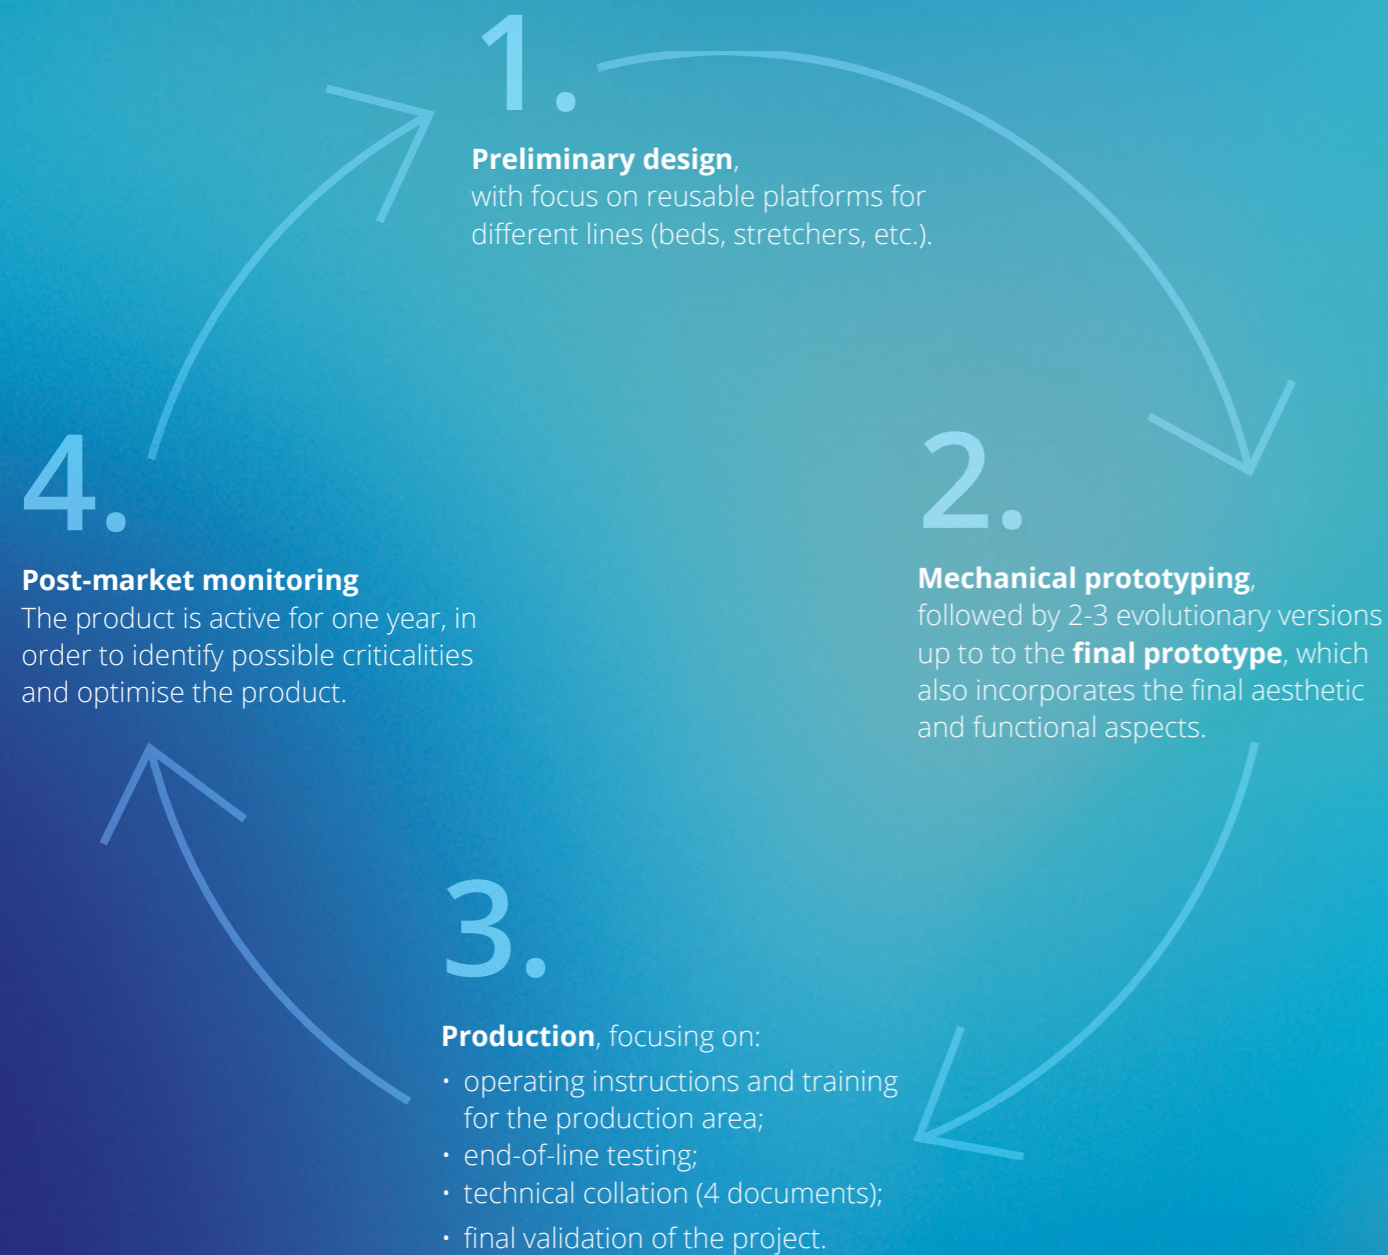 1.
Preliminary design,
with focus on reusable platforms for
different lines (beds, stretchers, etc.).
2.
Mechanical prototyping,
followed by 2-3 evolutionary versions
up to to the final prototype, which
also incorporates the final aesthetic
and functional aspects.
3.
Production, focusing on:
· operating instructions and training
for the production area;
· end-of-line testing;
· technical collation (4 documents);
· final validation of the project.
4.
Post-market monitoring
The product is active for one year, in
order to identify possible criticalities
and optimise the product.